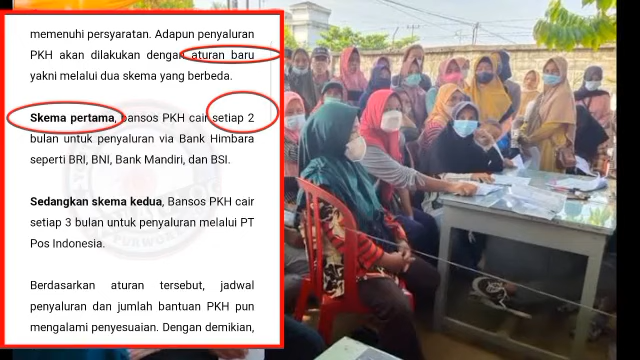 memenuhi persyaratan. Adapun penyaluran
PKH akan dilakukan dengan aturan baru
yakni melalui dua skema yang berbeda.
Skema pertama, bansos PKH cair setiap 2
bulan untuk penyaluran via Bank Himbara
seperti BRI, BNI, Bank Mandiri, dan BSI.
Sedangkan skema kedua, Bansos PKH cair
setiap 3 bulan untuk penyaluran melalui PT
Pos Indonesia.
Berdasarkan aturan tersebut, jadwal
penyaluran dan jumlah bantuan PKH pun
mengalami penyesuaian. Dengan demikian,